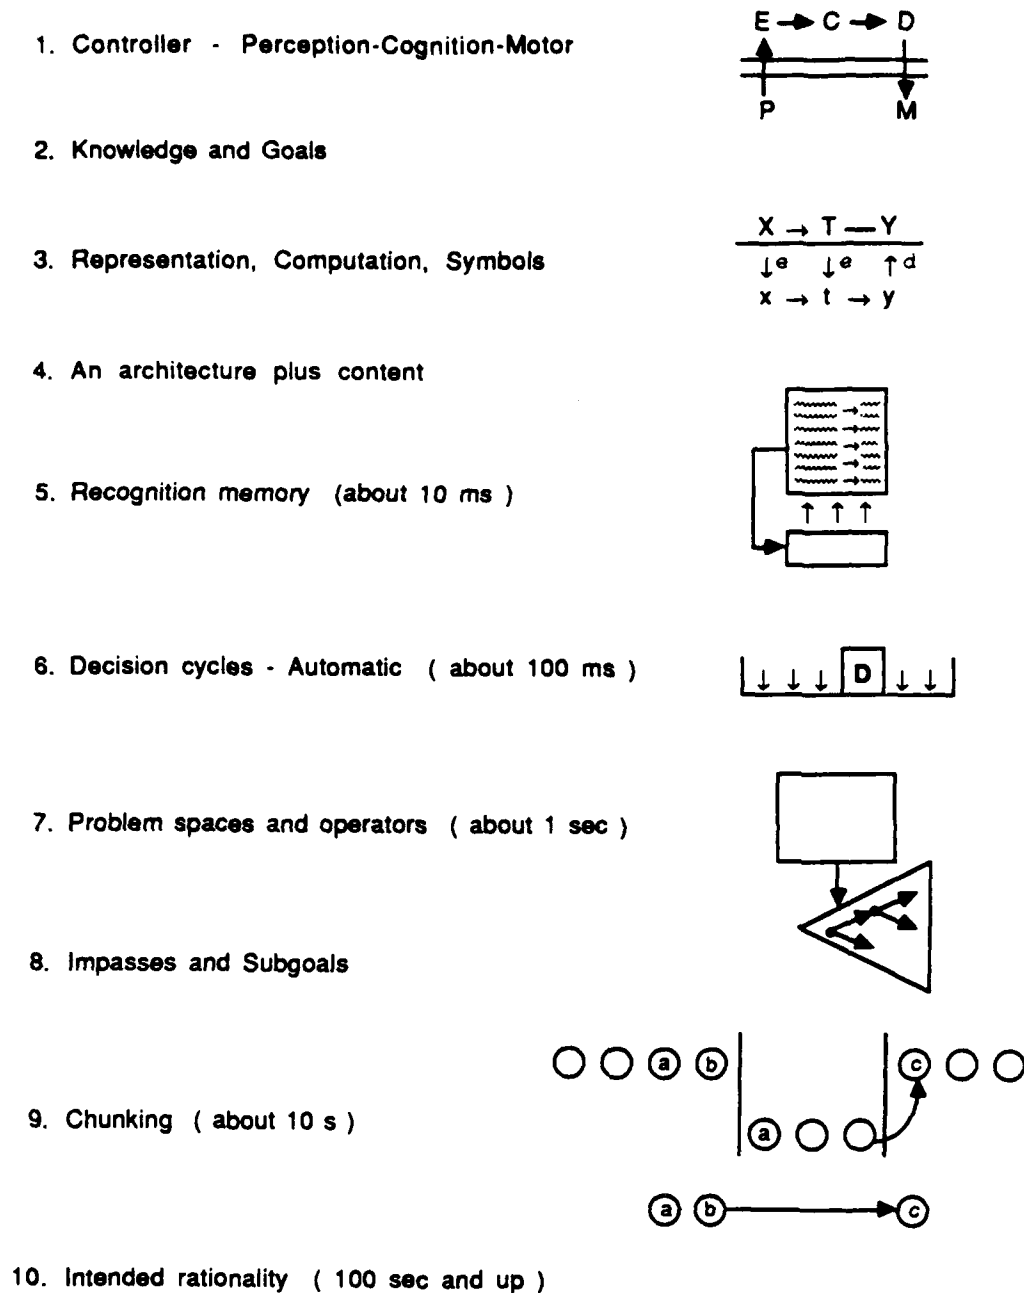 E → C → D
1. Controller - Perception-Cognition-Motor
P M
2. Knowledge and Goals
X → T — Y
3. Representation, Computation, Symbols
↓e ↓e ↑d
x → t → y
4. An architecture plus content
5. Recognition memory (about 10 ms )
6. Decision cycles - Automatic ( about 100 ms )
D
7. Problem spaces and operators ( about 1 sec )
8. Impasses and Subgoals
a b c
9. Chunking ( about 10 s )
a
a b c
10. Intended rationality ( 100 sec and up )